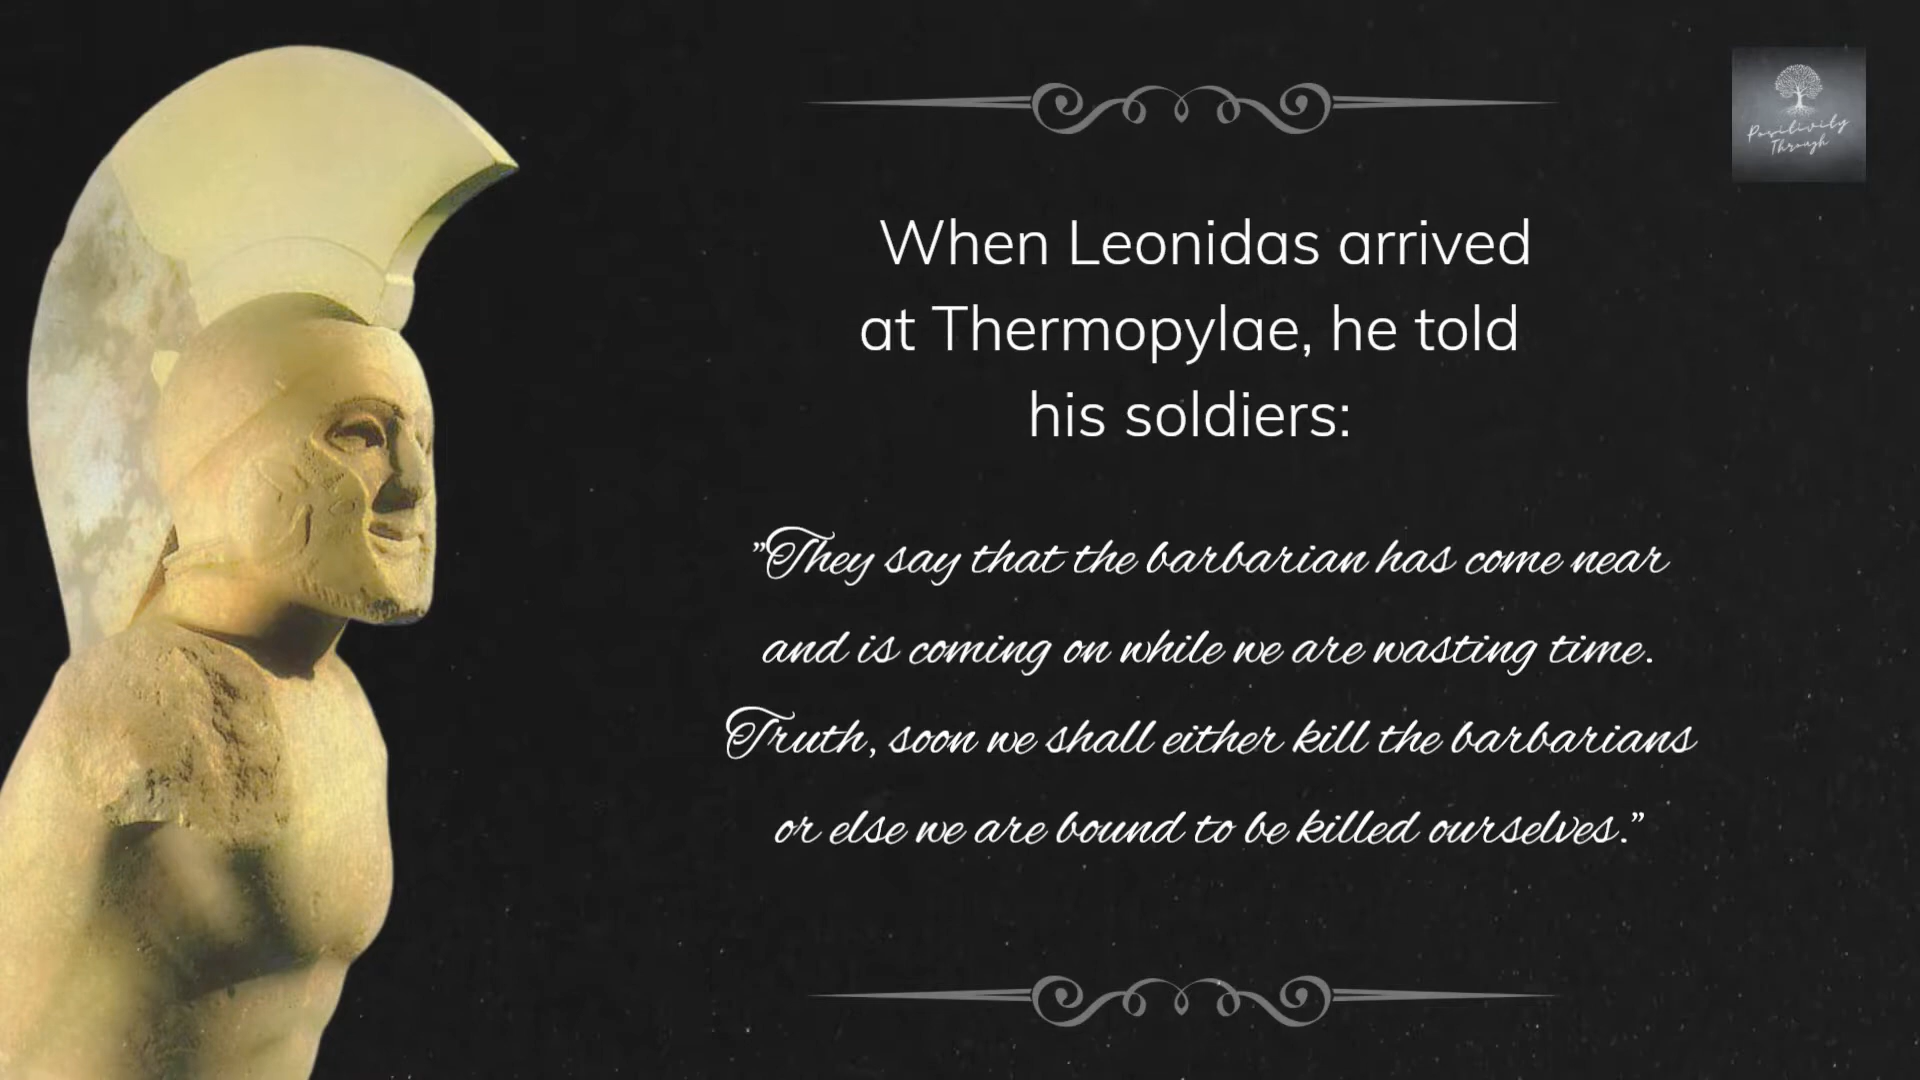 Positivity
Through
When Leonidas arrived
at Thermopylae, he told
his soldiers:
”They say that the barbarian has come near
and is coming on while we are wasting time.
Truth, soon we shall either kill the barbarians
or else we are bound to be killed ourselves.”